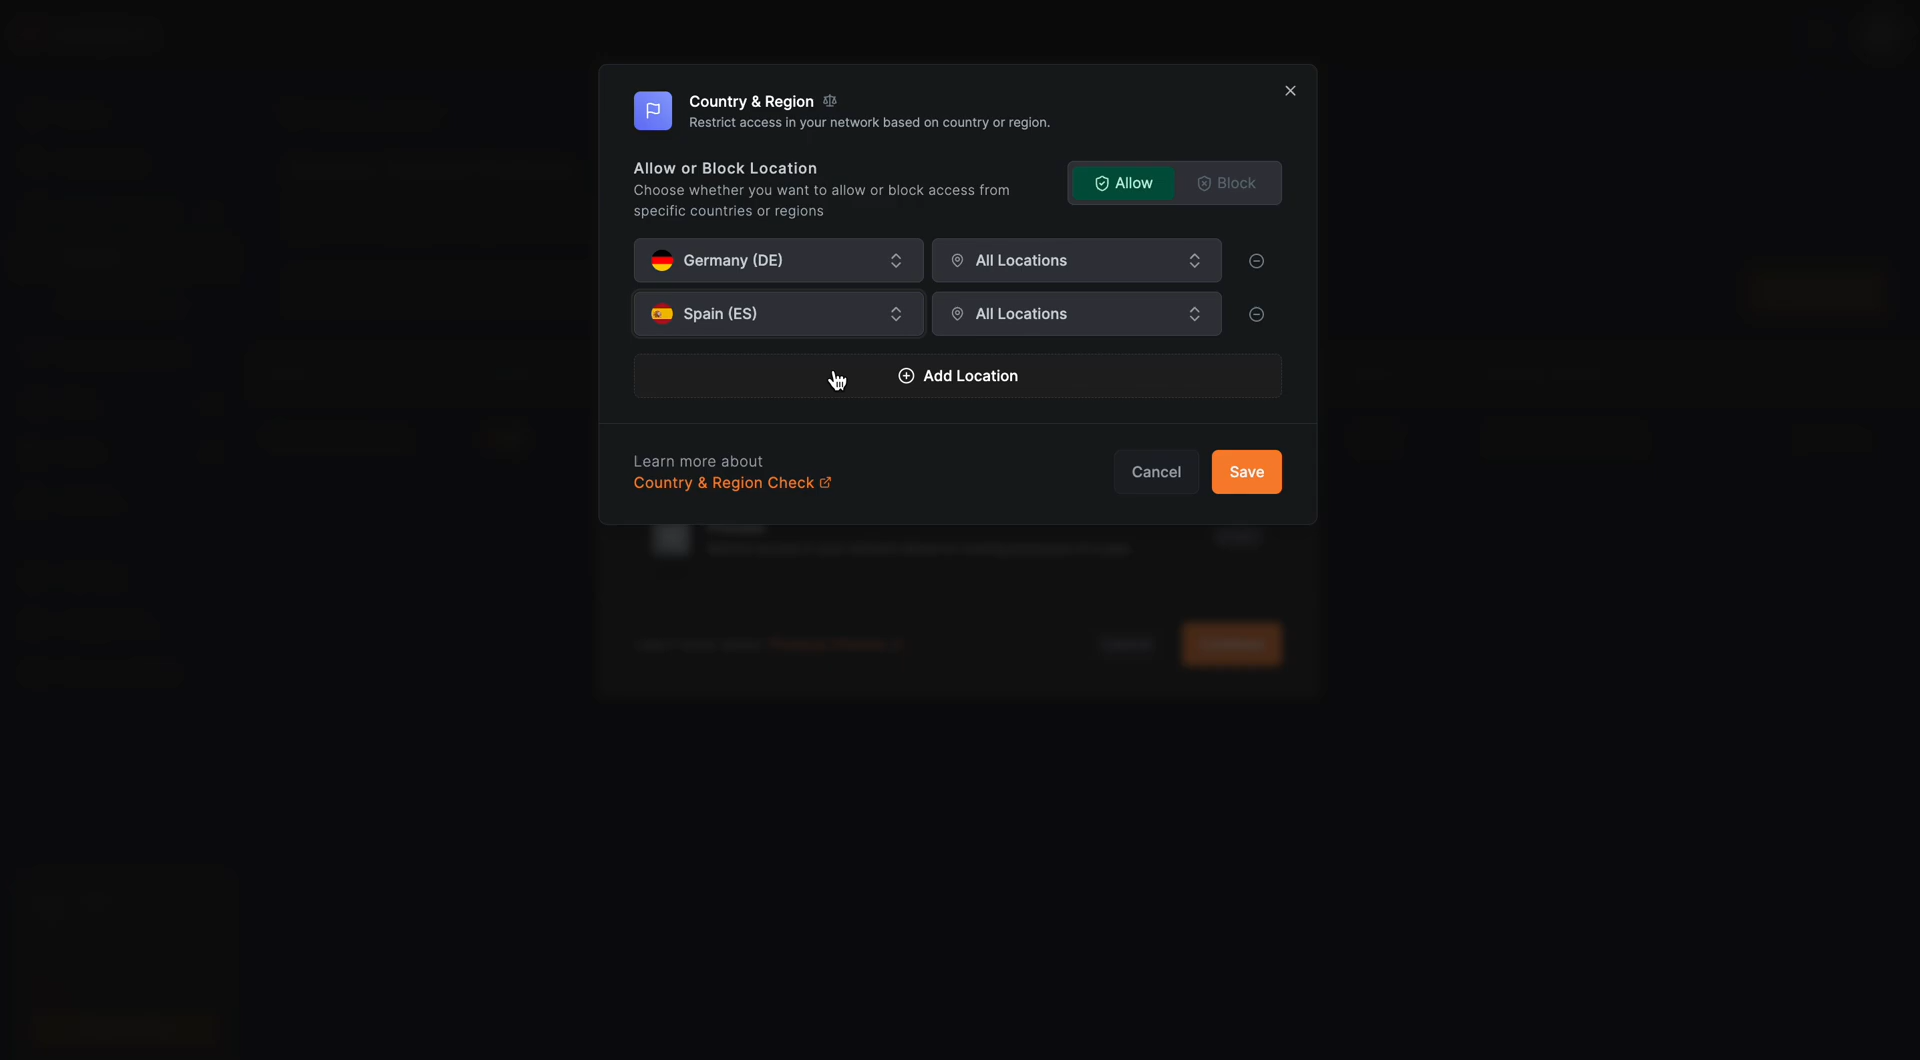 Country & Region
Restrict access in your network based on country or region.
Allow or Block Location
Choose whether you want to allow or block access from
specific countries or regions
Allow
Block
Germany (DE)
All Locations
Spain (ES)
All Locations
Add Location
Learn more about
Country & Region Check
Cancel
Save